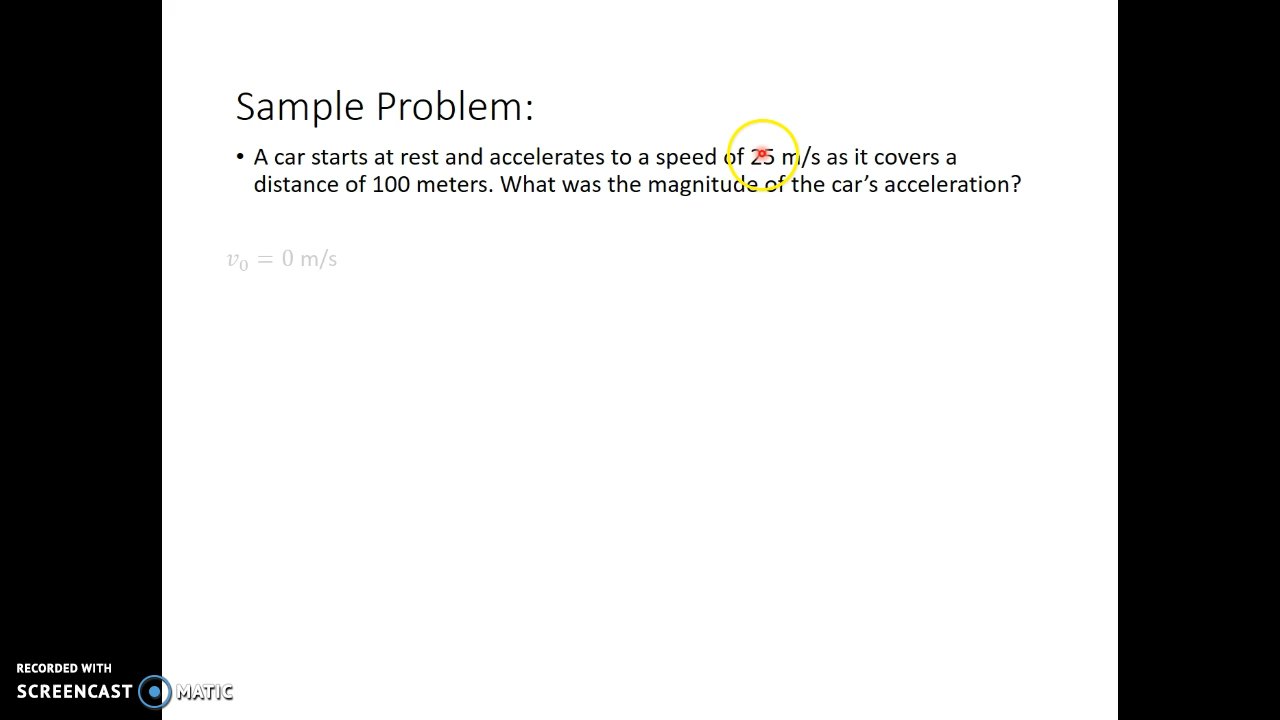 Sample Problem:
• A car starts at rest and accelerates to a speed of 25 m/s as it covers a
distance of 100 meters. What was the magnitude of the car’s acceleration?
v₀ = 0 m/s
RECORDED WITH
SCREENCAST MATIC